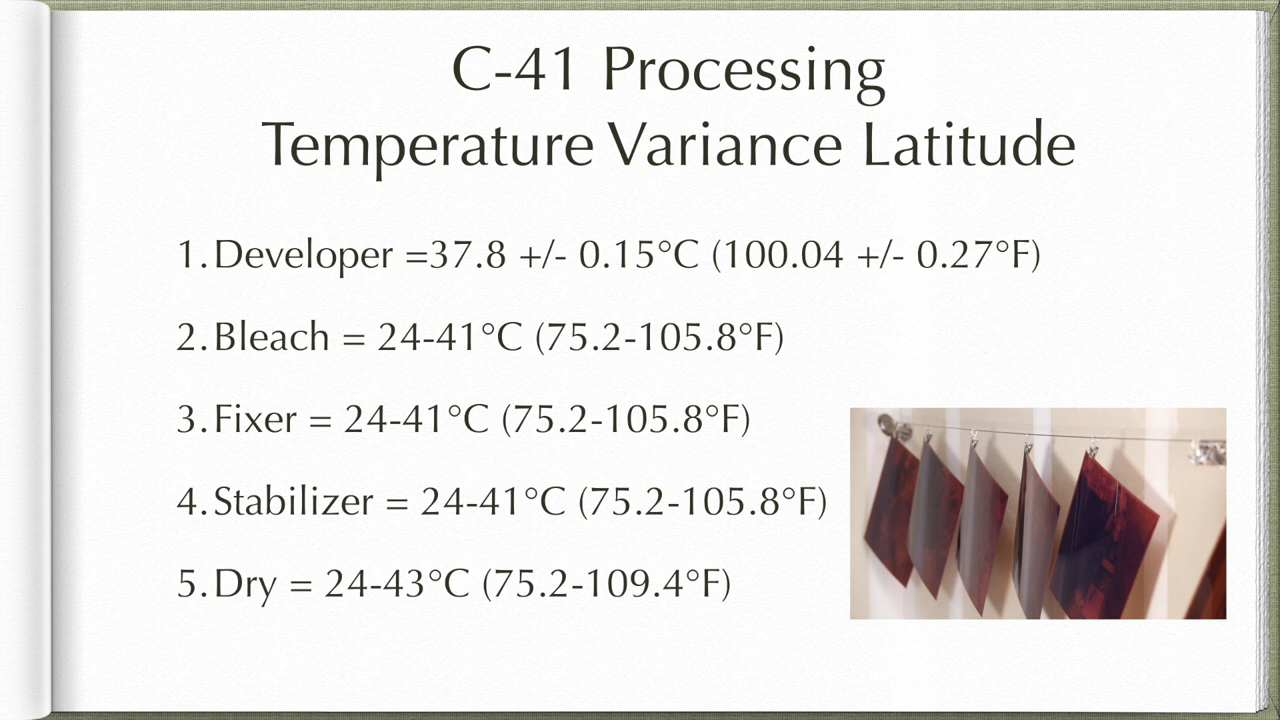 C-41 Processing
Temperature Variance Latitude
1. Developer =37.8 +/- 0.15°C (100.04 +/- 0.27°F)
2. Bleach = 24-41°C (75.2-105.8°F)
3. Fixer = 24-41°C (75.2-105.8°F)
4. Stabilizer = 24-41°C (75.2-105.8°F)
5. Dry = 24-43°C (75.2-109.4°F)